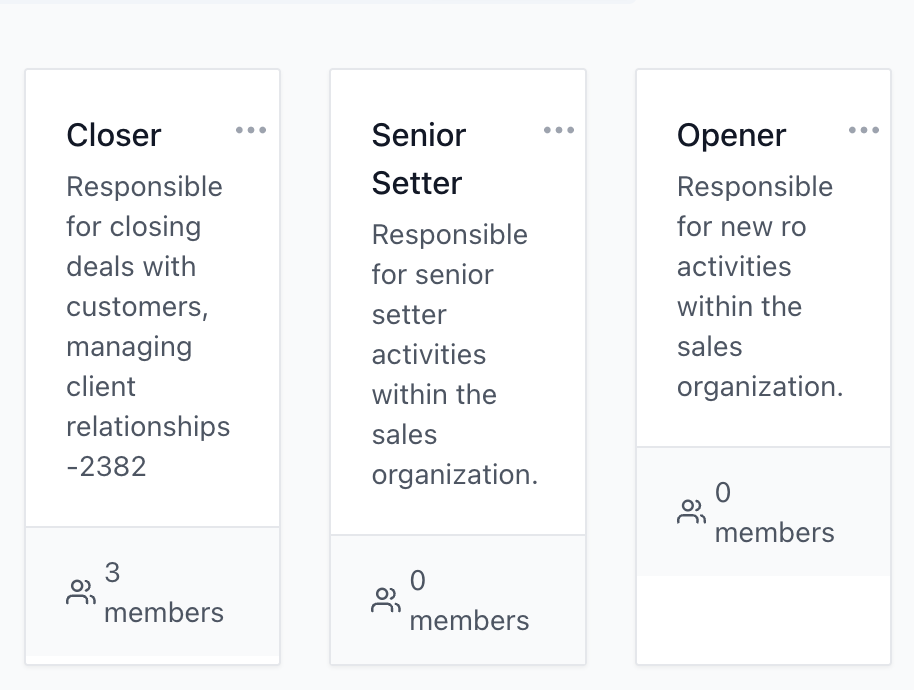 Closer
Responsible
for closing
deals with
customers,
managing
client
relationships
-2382
3
members
Senior
Setter
Responsible
for senior
setter
activities
within the
sales
organization.
0
members
Opener
Responsible
for new ro
activities
within the
sales
organization.
0
members